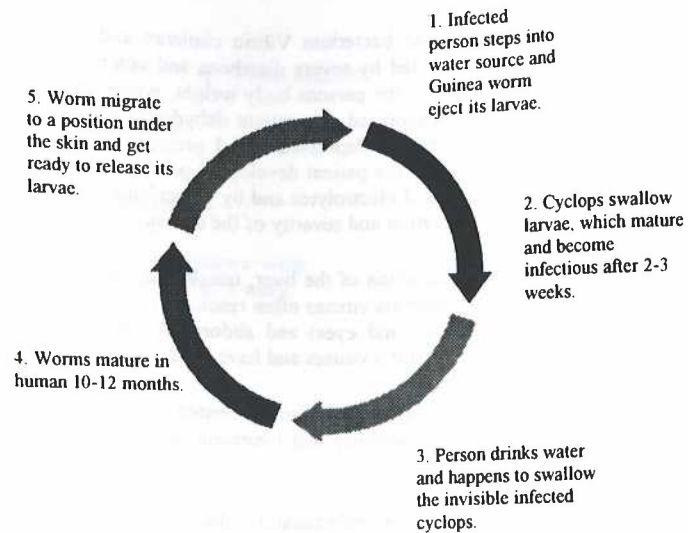 1. Infected
person steps into
water source and
Guinea worm
eject its larvae.
2. Cyclops swallow
larvae, which mature
and become
infectious after 2-3
weeks.
3. Person drinks water
and happens to swallow
the invisible infected
cyclops.
4. Worms mature in
human 10-12 months.
5. Worm migrate
to a position under
the skin and get
ready to release its
larvae.